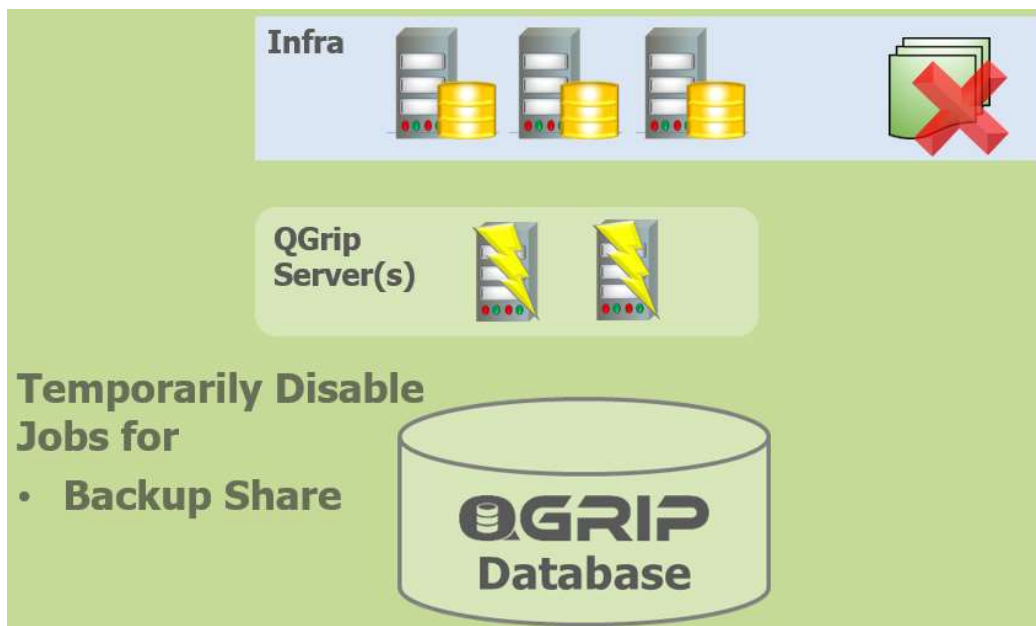 Infra
QGrip
Server(s)
Temporarily Disable
Jobs for
• Backup Share
QGRIP
Database